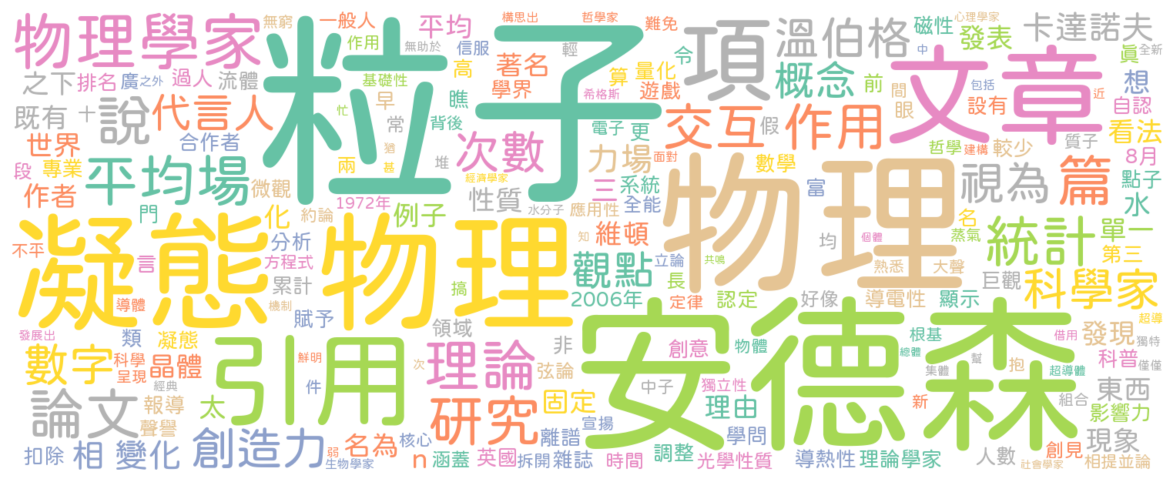 物理學家
無窮
一般人
平均
構思出
哲學家
難免
磁性
卡達諾夫
心理學家
作用
無助於
信服
令
溫伯格
發表
中
全新
之下
排名
廣
之外
過人
流體
高
著名
粒子
項
概念
文章
真
既有
十
說
代言人
基礎性
早
瞧
學界
希格斯
算
量化
遊戲
前
間
眼
包括
近
想
自認
世界
合作者
忙
常
背後
電子
更
交互作用
假
設有
質子
看法
段
專業
兩
猶
甚
堆
次數
力場
面對
數學
哲學
建構
較少
8月
作者
平均場
微觀
經濟學家
三
系統
富
視為
篇
點子
門
化
1972年
性質
水分子
應用性
全能
名
水
約論
例子
維頓
均
個體
蒸氣
統計
單一
不平
言
分析
凝態物理
物理
知
共鳴
熟悉
大聲
第三
方程式
觀點
立論
巨觀
導體
累計
機制
搞
2006年
長
定律
認定
好像
導電性
顯示
科學家
發展出
類
凝態
賦予
領域
非
創意
物體
安德森
根基
總體
借用
超導
發現
獨特
數字
科學
呈現
晶體
引用
鮮明
件
理論
弦論
中子
獨立性
集體
幫
抱
超導體
科普
僅僅
論文
經典
報導
聲譽
太
次
研究
固定
宣揚
理由
新
組合
東西
影響力
扣除
相
變化
創造力
名為
核心
弱
生物學家
n
涵蓋
英國
離譜
拆開
雜誌
時間
調整
學問
光學性質
導熱性
理論學家
人數
社會學家
創見
現象
相提並論